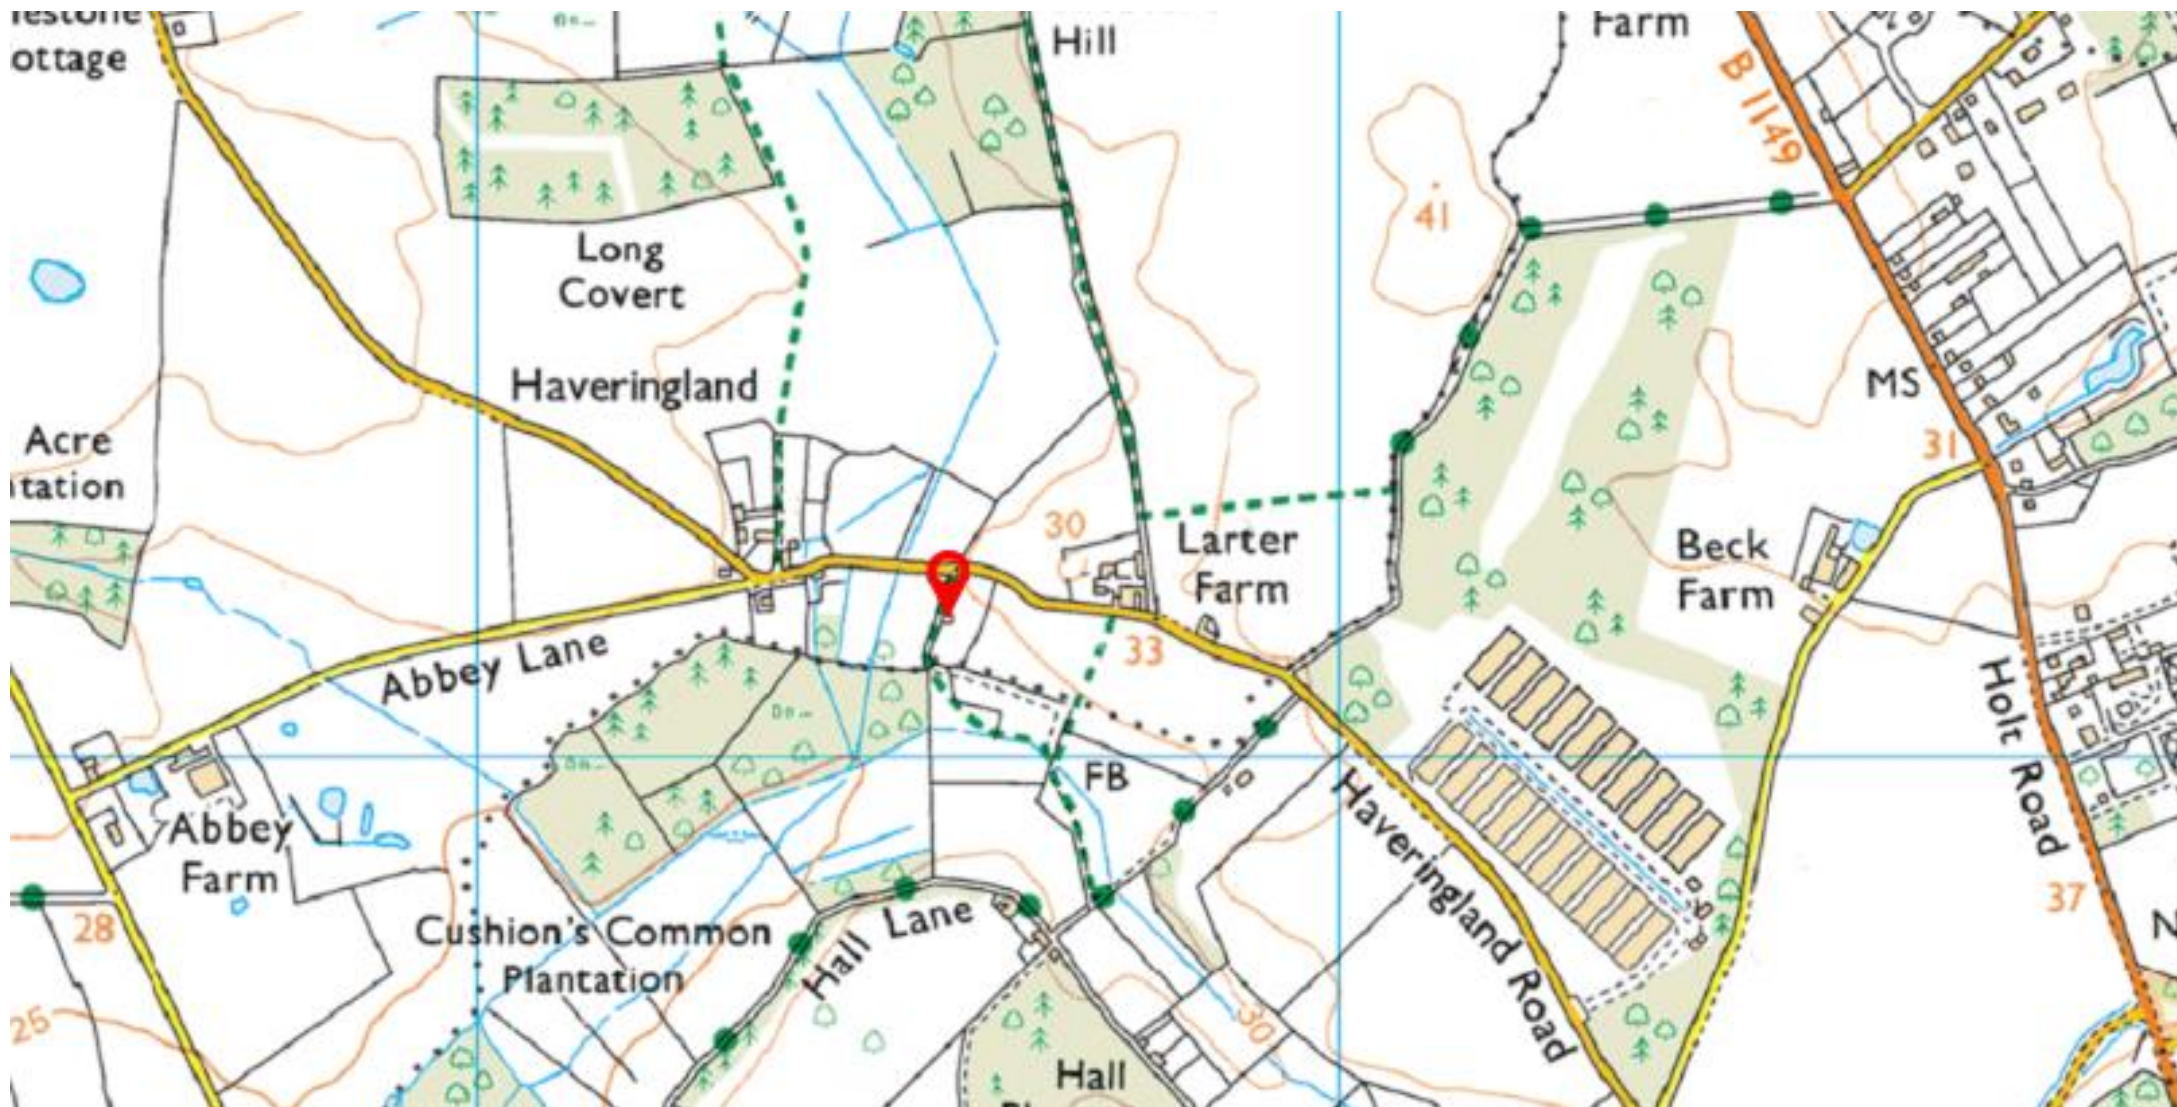 Hill
Farm
ottage
B 1149
41
Long
Covert
Haveringland
MS
Acre
31
30
Larter
Farm
Beck
Farm
33
Abbey Lane
Holt Road
FB
Haveringland Road
Abbey
Farm
28
37
Cushion's Common
Plantation
Hall Lane
25
30
Hall